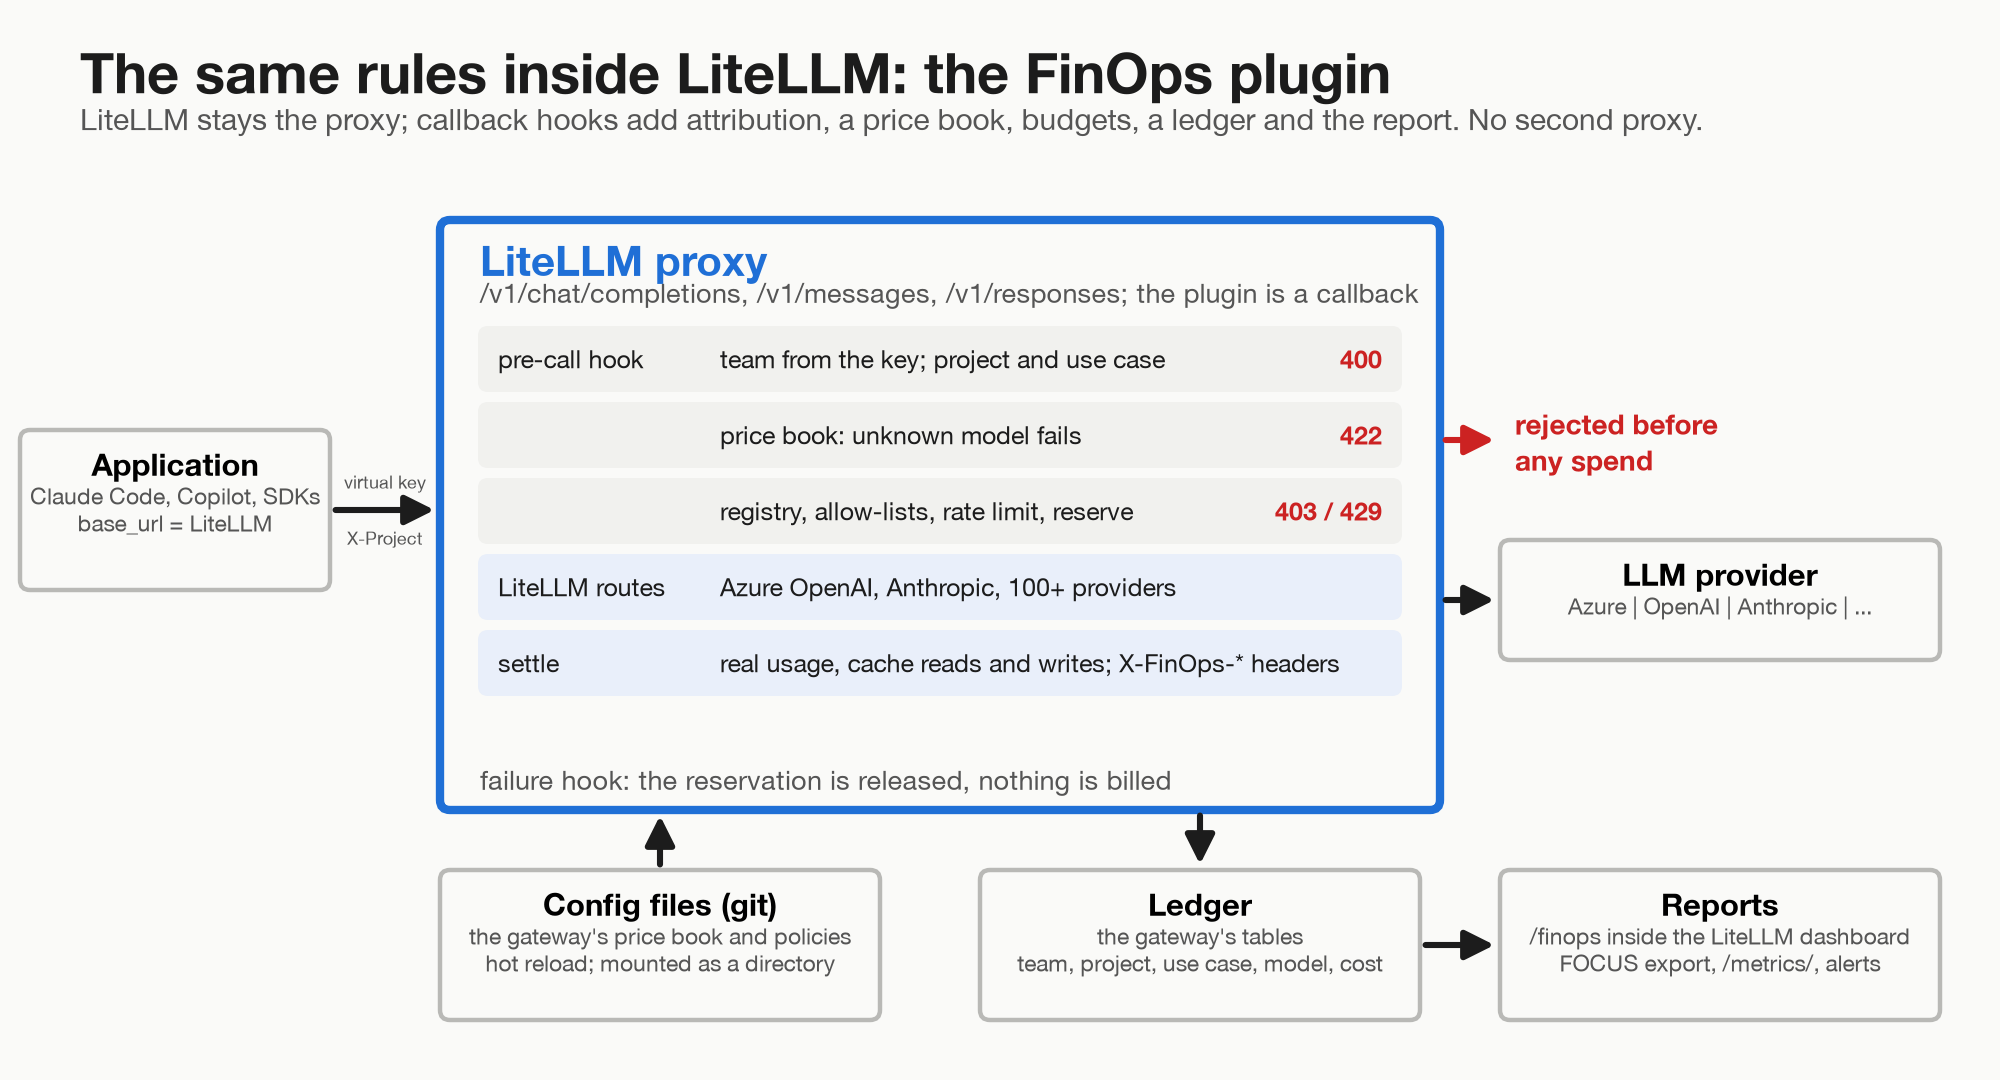 The same rules inside LiteLLM: the FinOps plugin
LiteLLM stays the proxy; callback hooks add attribution, a price book, budgets, a ledger and the report. No second proxy.
LiteLLM proxy
/v1/chat/completions, /v1/messages, /v1/responses; the plugin is a callback
pre-call hook team from the key; project and use case 400
price book: unknown model fails 422
registry, allow-lists, rate limit, reserve 403 / 429
LiteLLM routes Azure OpenAI, Anthropic, 100+ providers
settle real usage, cache reads and writes; X-FinOps-* headers
failure hook: the reservation is released, nothing is billed
Application
Claude Code, Copilot, SDKs
base_url = LiteLLM
virtual key
X-Project
rejected before
any spend
LLM provider
Azure | OpenAI | Anthropic | ...
Config files (git)
the gateway's price book and policies
hot reload; mounted as a directory
Ledger
the gateway's tables
team, project, use case, model, cost
Reports
/finops inside the LiteLLM dashboard
FOCUS export, /metrics/, alerts